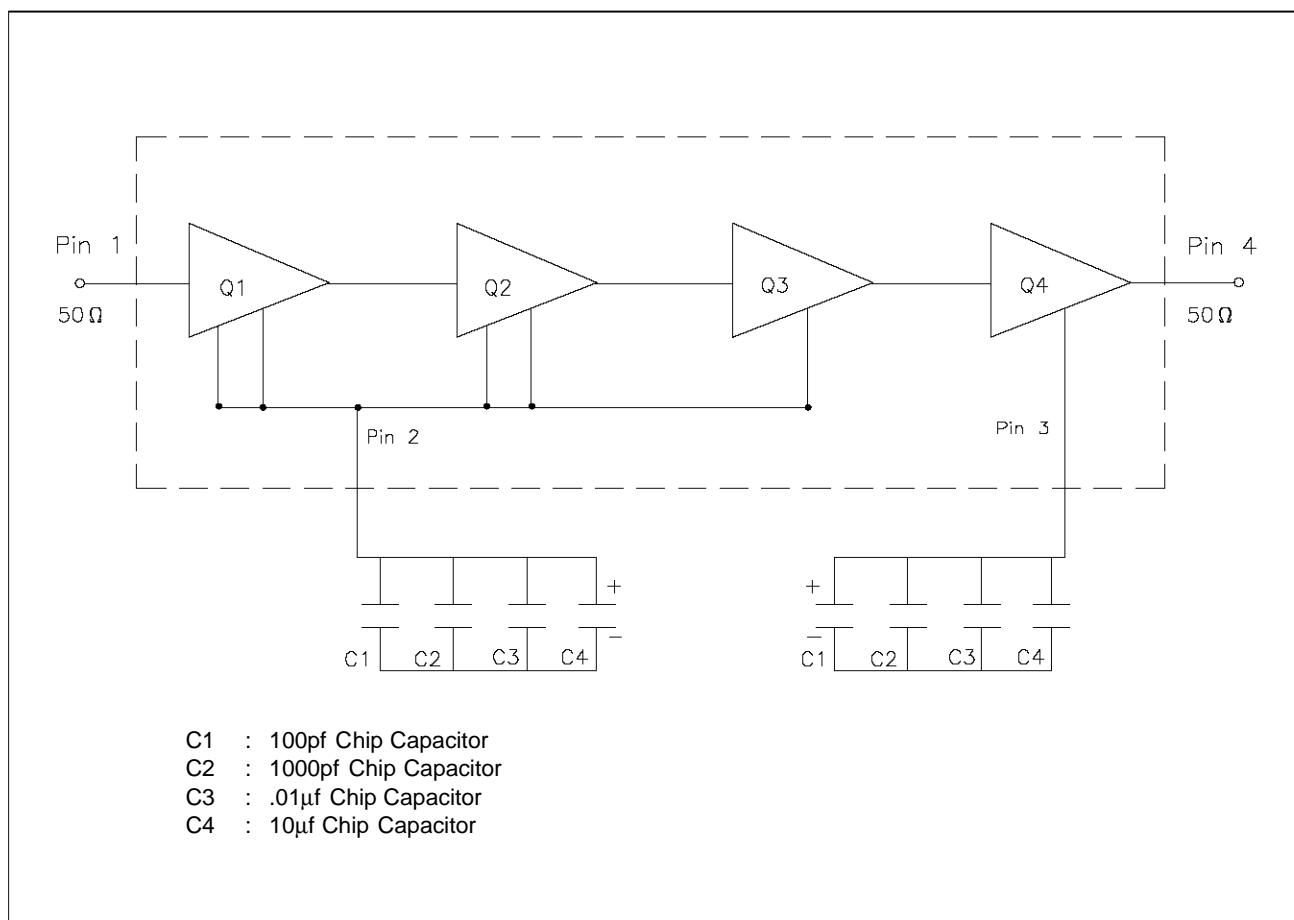 Pin 1
50Ω
Q1
Q2
Q3
Q4
Pin 4
50Ω
Pin 2
Pin 3
+
−
C1
C2
C3
C4
+
−
C1
C2
C3
C4
C1 : 100pf Chip Capacitor
C2 : 1000pf Chip Capacitor
C3 : .01μf Chip Capacitor
C4 : 10μf Chip Capacitor